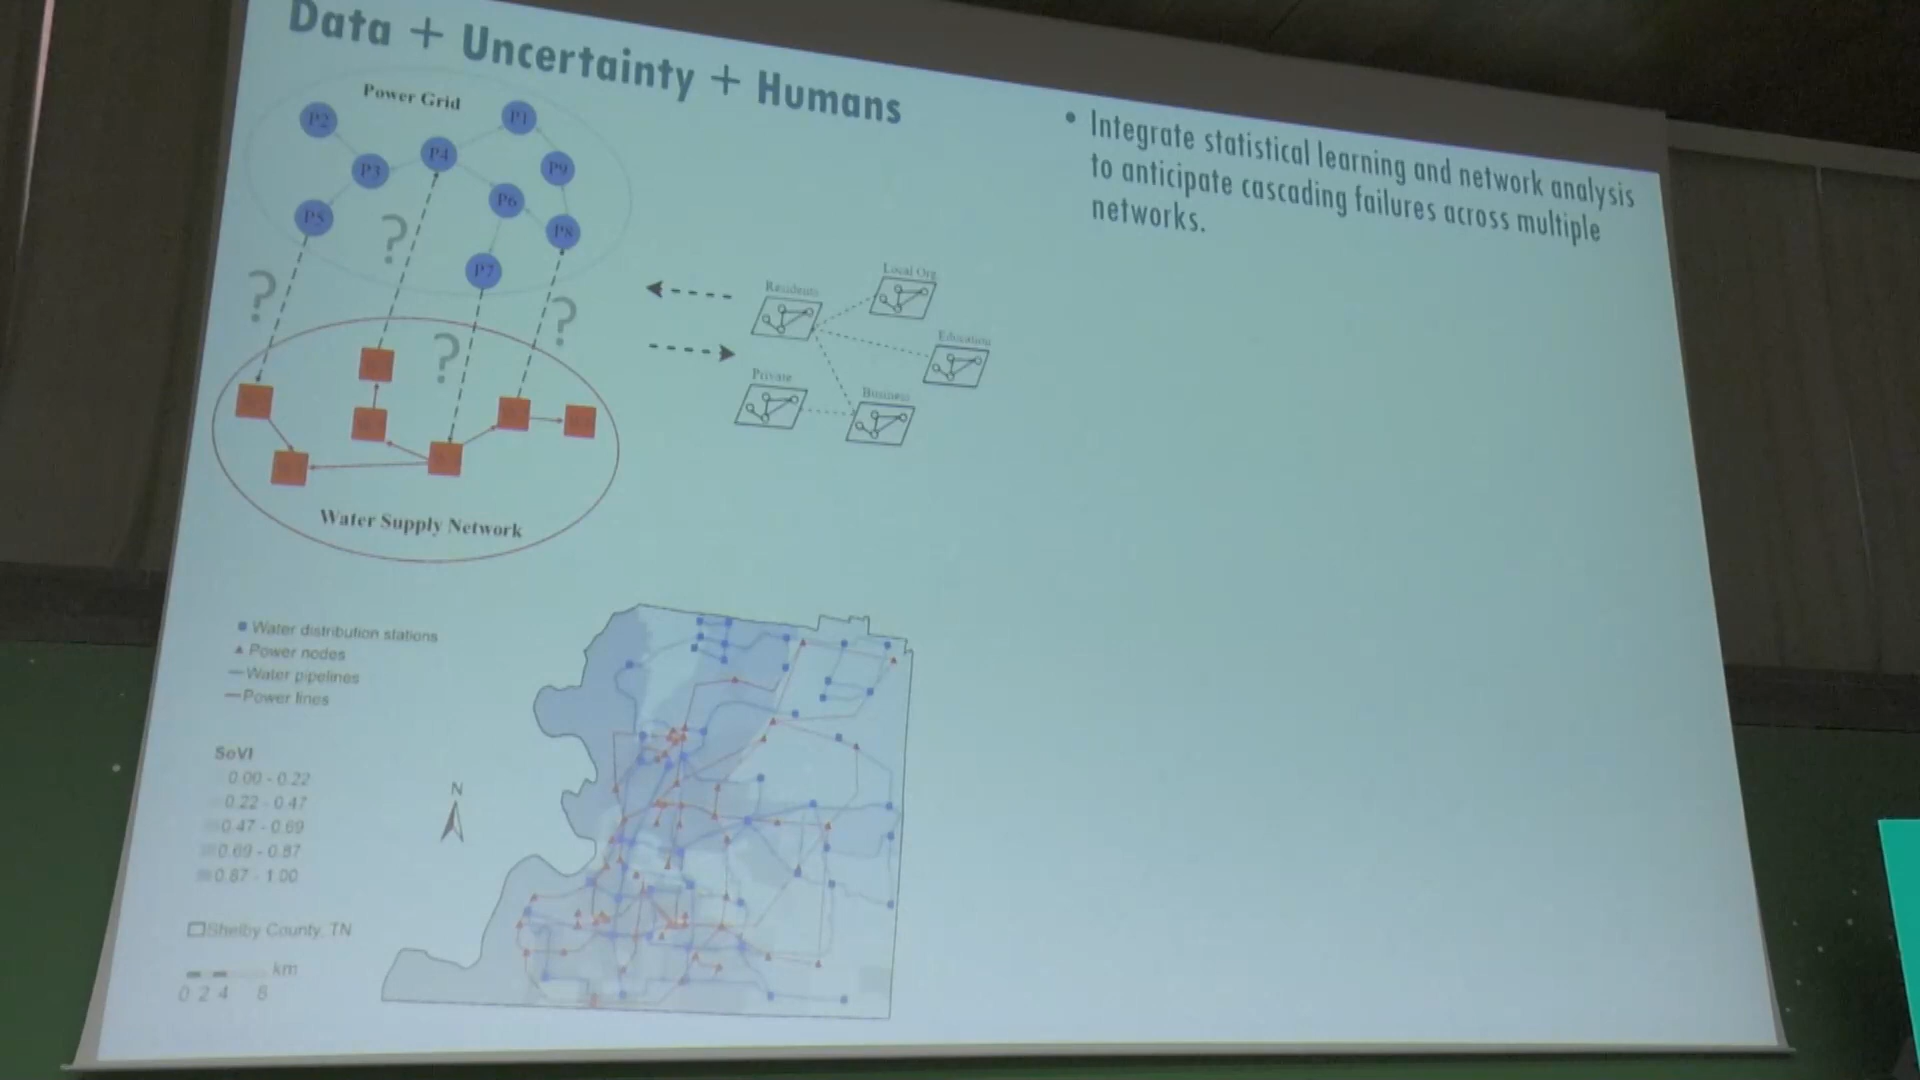 Data + Uncertainty + Humans
Power Grid
P2
P1
P4
P3
P9
P6
P5
P8
P7
?
?
?
?
Water Supply Network
Residents
Local Org.
Education
Private
Business
• Integrate statistical learning and network analysis
to anticipate cascading failures across multiple
networks.
Water distribution stations
Power nodes
Water pipelines
Power lines
SoVI
0.00 - 0.22
0.22 - 0.47
0.47 - 0.69
0.69 - 0.87
0.87 - 1.00
Shelby County, TN
km
0 2 4 8
N